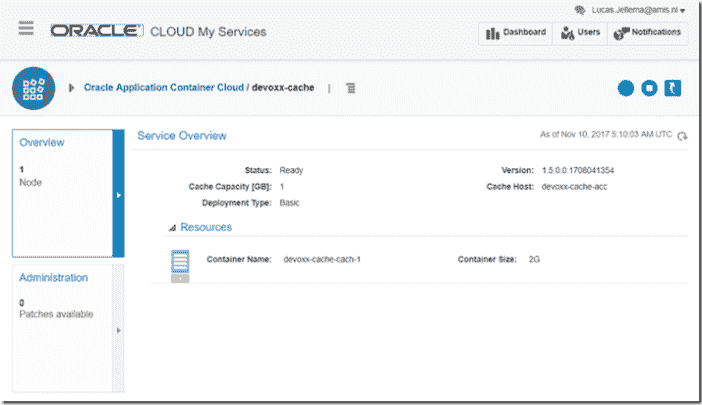 Lucas.Jellema@amis.nl
ORACLE CLOUD My Services
Dashboard Users Notifications
Oracle Application Container Cloud / devoxx-cache
Overview
1
Node
Service Overview
As of Nov 10, 2017 5:10:03 AM UTC
Status: Ready
Version: 1.5.0.0.1708041354
Cache Capacity [GB]: 1
Cache Host: devoxx-cache-acc
Deployment Type: Basic
Resources
Container Name: devoxx-cache-cach-1
Container Size: 2G
Administration
0
Patches available